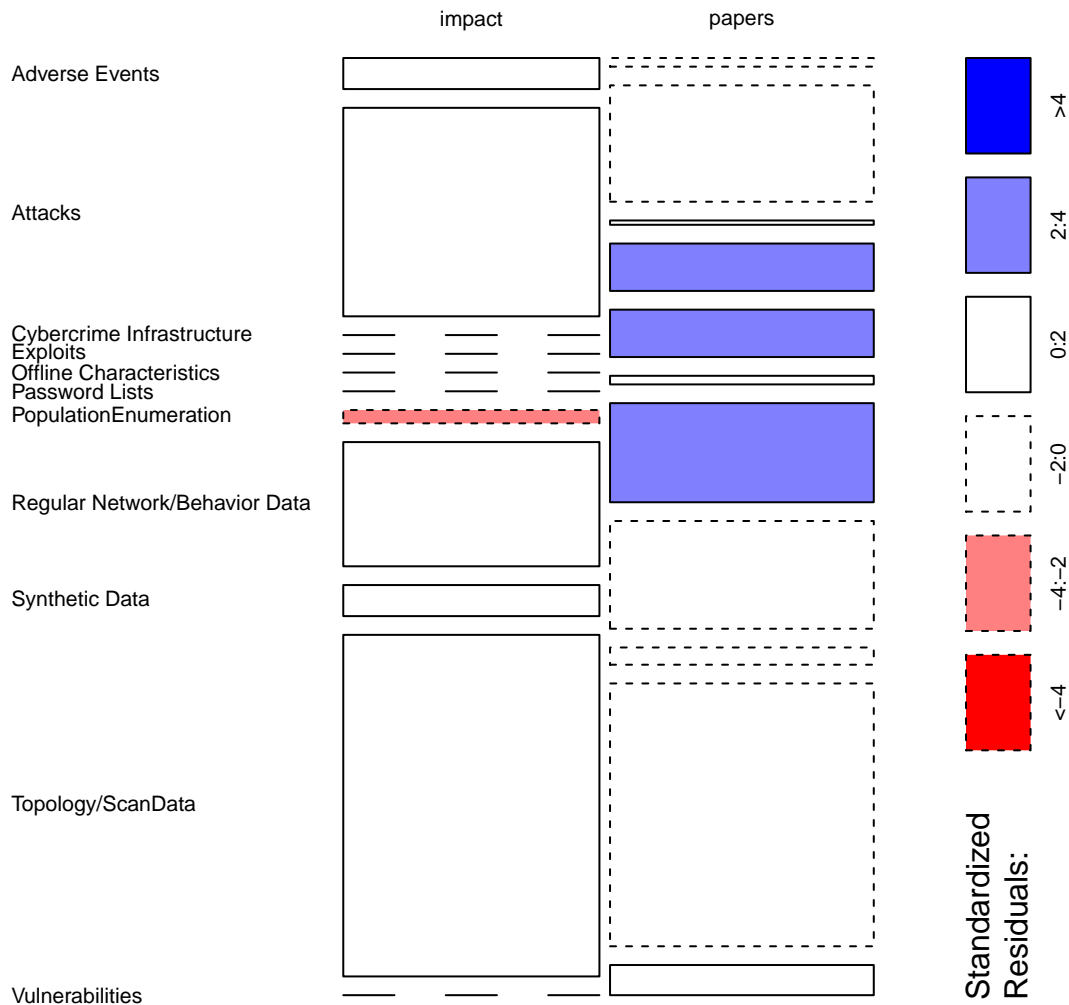 impact papers
Adverse Events
Attacks
Cybercrime Infrastructure
Exploits
Offline Characteristics
Password Lists
PopulationEnumeration
Regular Network/Behavior Data
Synthetic Data
Topology/ScanData
Vulnerabilities
>4
2:4
0:2
−2:0
−4:−2
<−4
Standardized
Residuals: